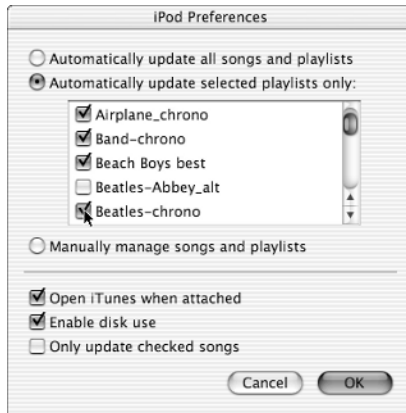 iPod Preferences
Automatically update all songs and playlists
Automatically update selected playlists only:
Airplane_chrono
Band-chrono
Beach Boys best
Beatles-Abbey_alt
Beatles-chrono
Manually manage songs and playlists
Open iTunes when attached
Enable disk use
Only update checked songs
Cancel
OK